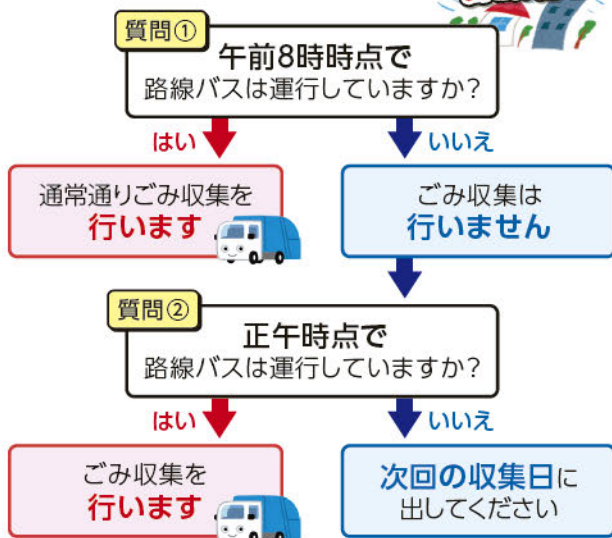 質問①
午前8時時点で
路線バスは運行していますか?
はい
いいえ
通常通りごみ収集を
行います
ごみ収集は
行いません
質問②
正午時点で
路線バスは運行していますか?
はい
いいえ
ごみ収集を
行います
次回の収集日に
出してください